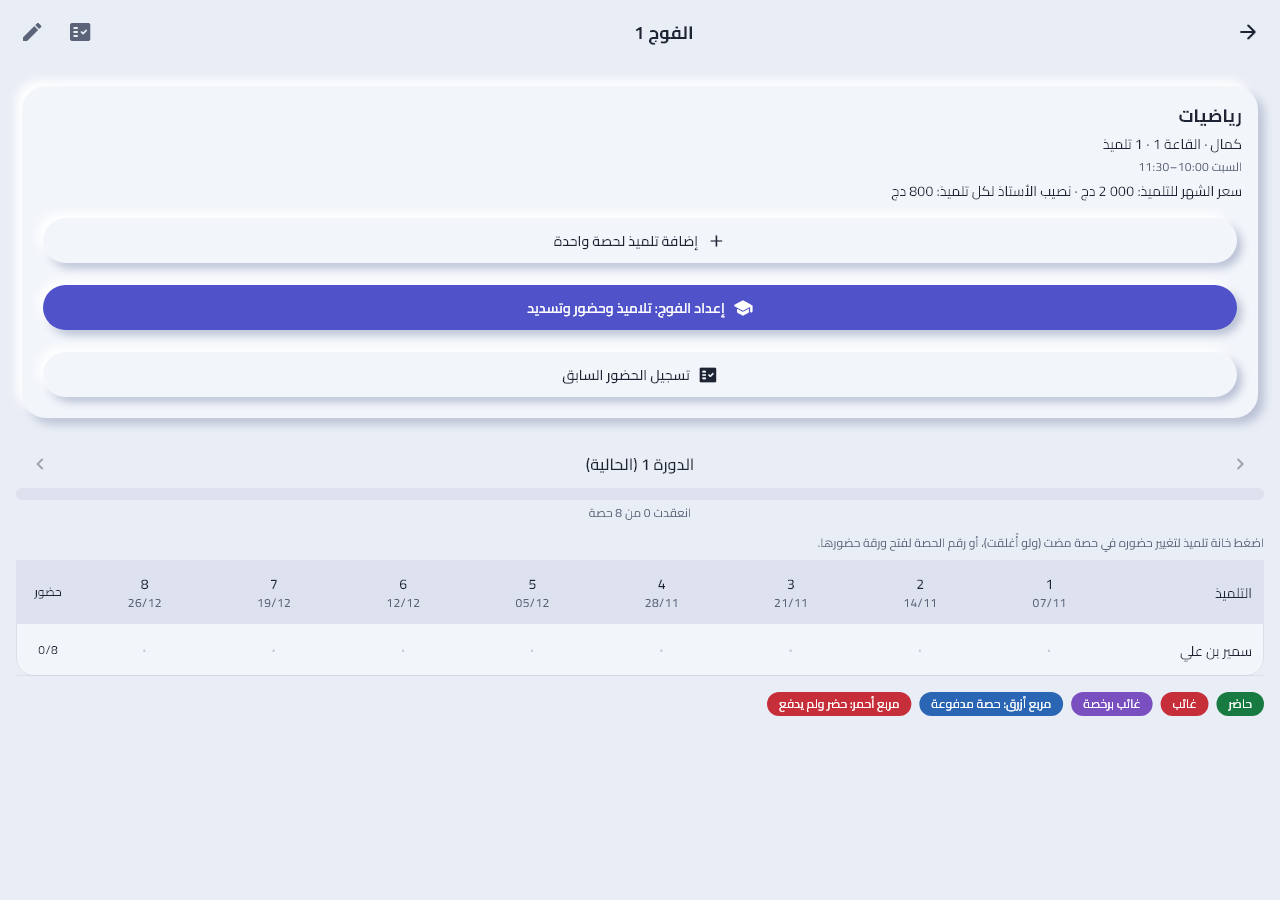 الفوج 1
رياضيات
كمال · القاعة 1 · 1 تلميذ
السبت 10:00–11:30
سعر الشهر للتلميذ: 000 2 دج · نصيب الأستاذ لكل تلميذ: 800 دج
إضافة تلميذ لحصة واحدة
إعداد الفوج: تلاميذ وحضور وتسديد
تسجيل الحضور السابق
الدورة 1 (الحالية)
انعقدت 0 من 8 حصة
اضغط خانة تلميذ لتغيير حضوره في حصة مضت (ولو أُغلقت)، أو رقم الحصة لفتح ورقة حضورها.
التلميذ 1 2 3 4 5 6 7 8 حضور
07/11 14/11 21/11 28/11 05/12 12/12 19/12 26/12
سمير بن علي · · · · · · · · 0/8
حاضر غائب غائب برخصة مربع أزرق: حصة مدفوعة مربع أحمر: حضر ولم يدفع